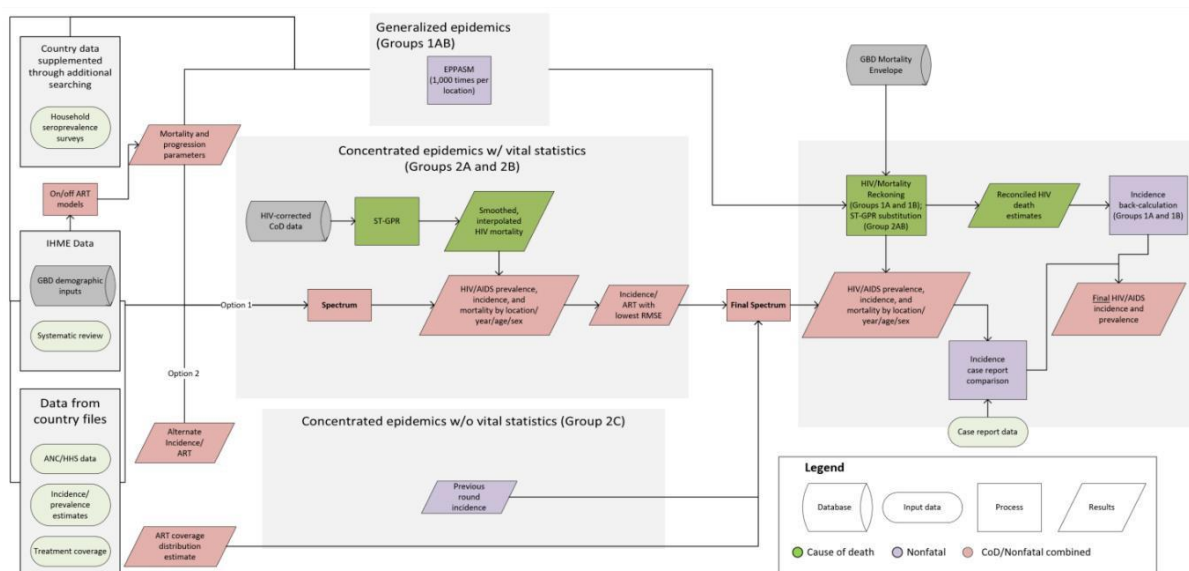 Country data
supplemented
through additional
searching
Household
seroprevalence
surveys
On/off ART
models
IHME Data
GBD demographic
inputs
Systematic review
Data from
country files
ANC/HHS data
Incidence/
prevalence
estimates
Treatment coverage
Mortality and
progression
parameters
Option 1
Option 2
Alternate Incidence/
ART
ART coverage
distribution
estimate
Generalized epidemics
(Groups 1AB)
EPPASM
(1,000 times per
location)
Concentrated epidemics w/ vital statistics
(Groups 2A and 2B)
HIV-corrected
CoD data
ST-GPR
Smoothed,
interpolated
HIV mortality
Spectrum
HIV/AIDS prevalence,
incidence, and
mortality by location/
year/age/sex
Incidence/
ART with
lowest RMSE
Final Spectrum
Concentrated epidemics w/o vital statistics (Group 2C)
Previous
round
incidence
GBD Mortality
Envelope
HIV/Mortality
Reckoning
(Groups 1A and 1B);
ST-GPR substitution
(Group 2AB)
Reconciled HIV
death
estimates
Incidence
back-calculation
(Groups 1A and 1B)
HIV/AIDS prevalence,
incidence, and
mortality by location/
year/age/sex
Final HIV/AIDS
incidence and
prevalence
Incidence
case report
comparison
Case report data
Legend
Database
Input data
Process
Results
Cause of death
Nonfatal
CoD/Nonfatal combined